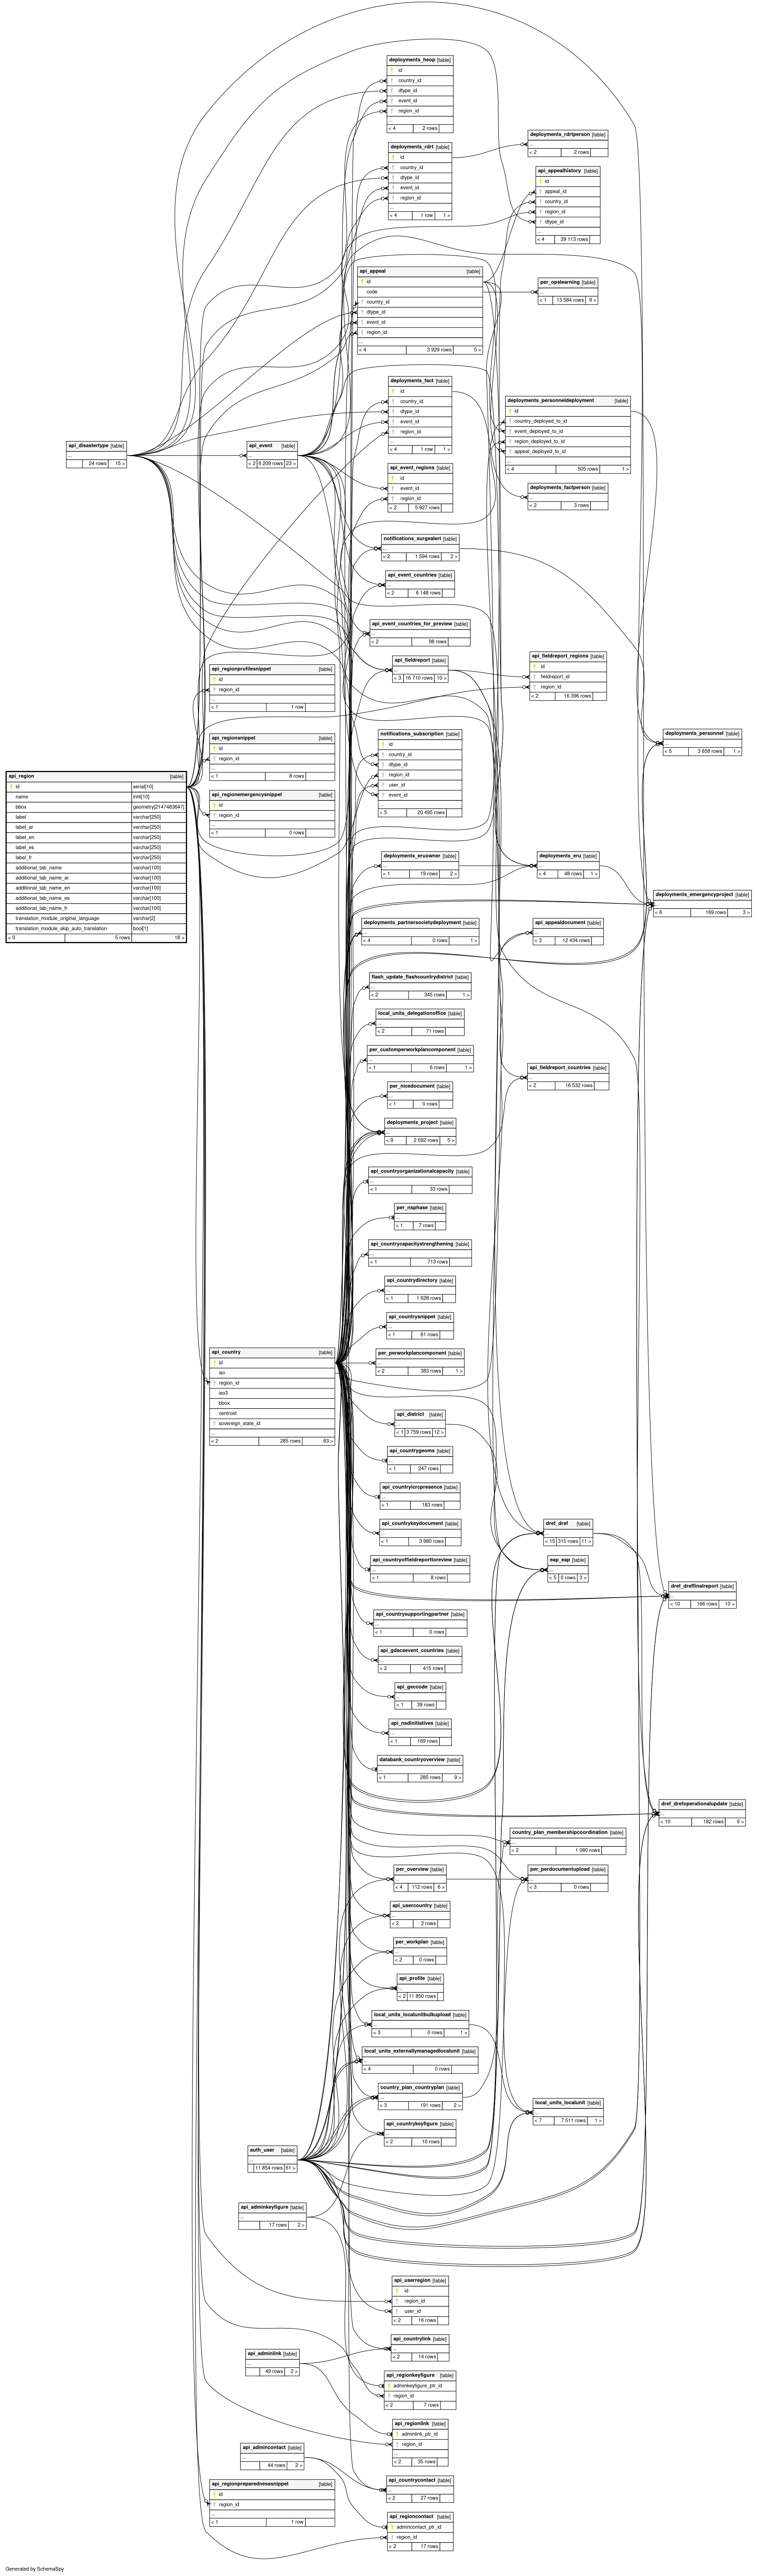 api_region [table]
id serial[10]
name int4[10]
bbox geometry[2147483647]
label varchar[250]
label_ar varchar[250]
label_en varchar[250]
label_es varchar[250]
label_fr varchar[250]
additional_tab_name varchar[100]
additional_tab_name_ar varchar[100]
additional_tab_name_en varchar[100]
additional_tab_name_es varchar[100]
additional_tab_name_fr varchar[100]
translation_module_original_language varchar[2]
translation_module_skip_auto_translation bool[1]
< 0 5 rows 18 >
api_disastertype [table]
...
24 rows 15 >
api_event [table]
...
< 2 6 209 rows 23 >
api_regionprofilesnippet [table]
id
region_id
...
< 1 1 row
api_regionsnippet [table]
id
region_id
...
< 1 8 rows
api_regionemergencysnippet [table]
id
region_id
...
< 1 0 rows
api_country [table]
id
iso
region_id
iso3
bbox
centroid
sovereign_state_id
...
< 2 285 rows 63 >
auth_user [table]
...
11 854 rows 61 >
api_adminkeyfigure [table]
...
17 rows 2 >
api_adminlink [table]
...
49 rows 2 >
api_admincontact [table]
...
44 rows 2 >
api_regionpreparednesssnippet [table]
id
region_id
...
< 1 1 row
deployments_heop [table]
id
country_id
dtype_id
event_id
region_id
...
< 4 2 rows
deployments_rdrt [table]
id
country_id
dtype_id
event_id
region_id
...
< 4 1 row 1 >
api_appeal [table]
id
code
country_id
dtype_id
event_id
region_id
...
< 4 3 929 rows 5 >
deployments_fact [table]
id
country_id
dtype_id
event_id
region_id
...
< 4 1 row 1 >
api_event_regions [table]
id
event_id
region_id
< 2 5 927 rows
notifications_surgealert [table]
...
< 2 1 594 rows 2 >
api_event_countries [table]
...
< 2 6 148 rows
api_event_countries_for_preview [table]
...
< 2 98 rows
api_fieldreport [table]
...
< 3 16 710 rows 10 >
notifications_subscription [table]
id
country_id
dtype_id
region_id
user_id
event_id
...
< 5 20 495 rows
deployments_eruowner [table]
...
< 1 19 rows 2 >
deployments_partnersocietydeployment [table]
...
< 4 0 rows 1 >
flash_update_flashcountrydistrict [table]
...
< 2 345 rows 1 >
local_units_delegationoffice [table]
...
< 2 71 rows
per_customperworkplancomponent [table]
...
< 1 6 rows 1 >
per_nicedocument [table]
...
< 1 0 rows
deployments_project [table]
...
< 9 2 592 rows 5 >
api_countryorganizationalcapacity [table]
...
< 1 33 rows
per_nsphase [table]
...
< 1 7 rows
api_countrycapacitystrengthening [table]
...
< 1 713 rows
api_countrydirectory [table]
...
< 1 1 628 rows
api_countrysnippet [table]
...
< 1 61 rows
per_perworkplancomponent [table]
...
< 2 383 rows 1 >
api_district [table]
...
< 1 3 759 rows 12 >
api_countrygeoms [table]
...
< 1 247 rows
api_countryicrcpresence [table]
...
< 1 183 rows
api_countrykeydocument [table]
...
< 1 3 980 rows
api_countryoffieldreporttoreview [table]
...
< 1 8 rows
api_countrysupportingpartner [table]
...
< 1 0 rows
api_gdacsevent_countries [table]
...
< 2 415 rows
api_geccode [table]
...
< 1 39 rows
api_nsdinitiatives [table]
...
< 1 169 rows
databank_countryoverview [table]
...
< 1 285 rows 9 >
per_overview [table]
...
< 4 112 rows 6 >
api_usercountry [table]
...
< 2 2 rows
per_workplan [table]
...
< 2 0 rows
api_profile [table]
...
< 2 11 850 rows
local_units_localunitbulkupload [table]
...
< 3 0 rows 1 >
local_units_externallymanagedlocalunit [table]
...
< 4 0 rows
country_plan_countryplan [table]
...
< 3 191 rows 2 >
api_countrykeyfigure [table]
...
< 2 10 rows
api_userregion [table]
id
region_id
user_id
< 2 16 rows
api_countrylink [table]
...
< 2 14 rows
api_regionkeyfigure [table]
adminkeyfigure_ptr_id
region_id
< 2 7 rows
api_regionlink [table]
adminlink_ptr_id
region_id
...
< 2 35 rows
api_countrycontact [table]
...
< 2 27 rows
api_regioncontact [table]
admincontact_ptr_id
region_id
< 2 17 rows
deployments_rdrtperson [table]
...
< 2 2 rows
api_appealhistory [table]
id
appeal_id
country_id
region_id
dtype_id
...
< 4 39 113 rows
per_opslearning [table]
...
< 1 13 584 rows 9 >
deployments_personneldeployment [table]
id
country_deployed_to_id
event_deployed_to_id
region_deployed_to_id
appeal_deployed_to_id
...
< 4 505 rows 1 >
deployments_factperson [table]
...
< 2 3 rows
api_fieldreport_regions [table]
id
fieldreport_id
region_id
< 2 16 396 rows
deployments_eru [table]
...
< 4 48 rows 1 >
api_appealdocument [table]
...
< 3 12 434 rows
api_fieldreport_countries [table]
...
< 2 16 532 rows
dref_dref [table]
...
< 15 315 rows 11 >
eap_eap [table]
...
< 5 0 rows 3 >
country_plan_membershipcoordination [table]
...
< 2 1 080 rows
per_perdocumentupload [table]
...
< 3 0 rows
local_units_localunit [table]
...
< 7 7 511 rows 1 >
deployments_personnel [table]
...
< 5 3 658 rows 1 >
deployments_emergencyproject [table]
...
< 6 169 rows 3 >
dref_dreffinalreport [table]
...
< 10 166 rows 10 >
dref_drefoperationalupdate [table]
...
< 10 182 rows 9 >
Generated by SchemaSpy